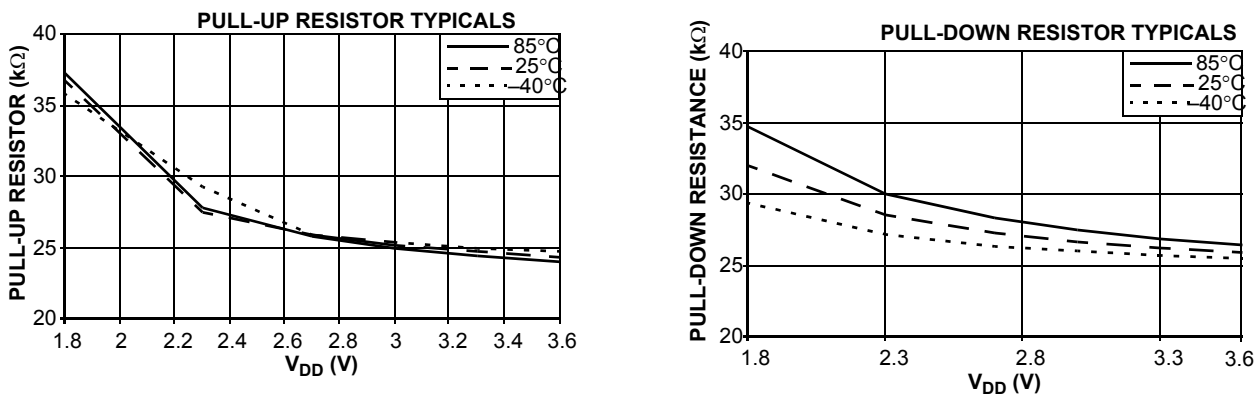 PULL-UP RESISTOR TYPICALS
PULL-UP RESISTOR (kΩ)
40
35
30
25
20
85°C
25°C
–40°C
1.8 2 2.2 2.4 2.6 2.8 3 3.2 3.4 3.6
VDD (V)
PULL-DOWN RESISTOR TYPICALS
PULL-DOWN RESISTANCE (kΩ)
40
35
30
25
20
85°C
25°C
–40°C
1.8 2.3 2.8 3.3 3.6
VDD (V)